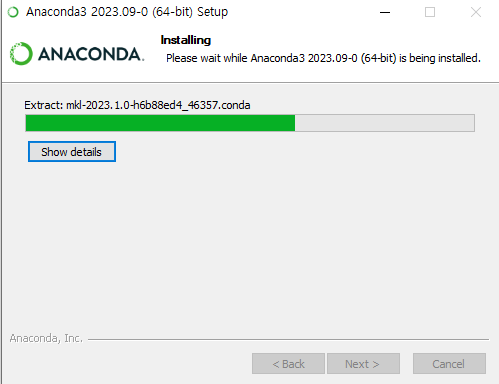 Anaconda3 2023.09-0 (64-bit) Setup
ANACONDA.
Installing
Please wait while Anaconda3 2023.09-0 (64-bit) is being installed.
Extract: mkl-2023.1.0-h6b88ed4_46357.conda
Show details
Anaconda, Inc.
< Back
Next >
Cancel